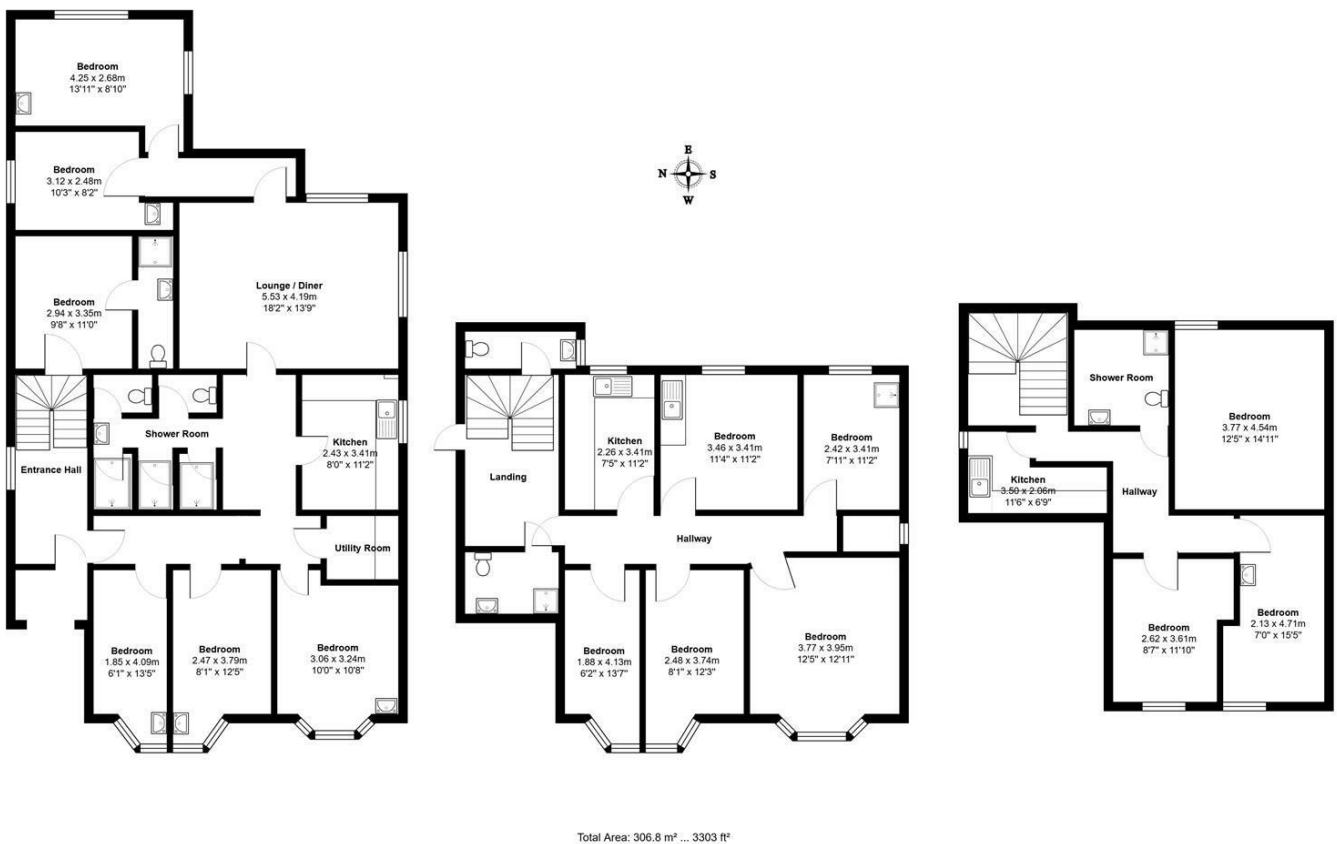 Bedroom
4.25 x 2.68m
13'11" x 8'10"
Bedroom
3.12 x 2.48m
10'3" x 8'2"
Bedroom
2.94 x 3.35m
9'8" x 11'0"
Lounge / Diner
5.53 x 4.19m
18'2" x 13'9"
Shower Room
Entrance Hall
Kitchen
2.43 x 3.41m
8'0" x 11'2"
Utility Room
Bedroom
1.85 x 4.09m
6'1" x 13'5"
Bedroom
2.47 x 3.79m
8'1" x 12'5"
Bedroom
3.06 x 3.24m
10'0" x 10'8"
E
N
S
W
Landing
Kitchen
2.26 x 3.41m
7'5" x 11'2"
Bedroom
3.46 x 3.41m
11'4" x 11'2"
Bedroom
2.42 x 3.41m
7'11" x 11'2"
Hallway
Bedroom
1.88 x 4.13m
6'2" x 13'7"
Bedroom
2.48 x 3.74m
8'1" x 12'3"
Bedroom
3.77 x 3.95m
12'5" x 12'11"
Shower Room
Bedroom
3.77 x 4.54m
12'5" x 14'11"
Kitchen
3.50 x 2.06m
11'6" x 6'9"
Hallway
Bedroom
2.62 x 3.61m
8'7" x 11'10"
Bedroom
2.13 x 4.71m
7'0" x 15'5"
Total Area: 306.8 m² ... 3303 ft²